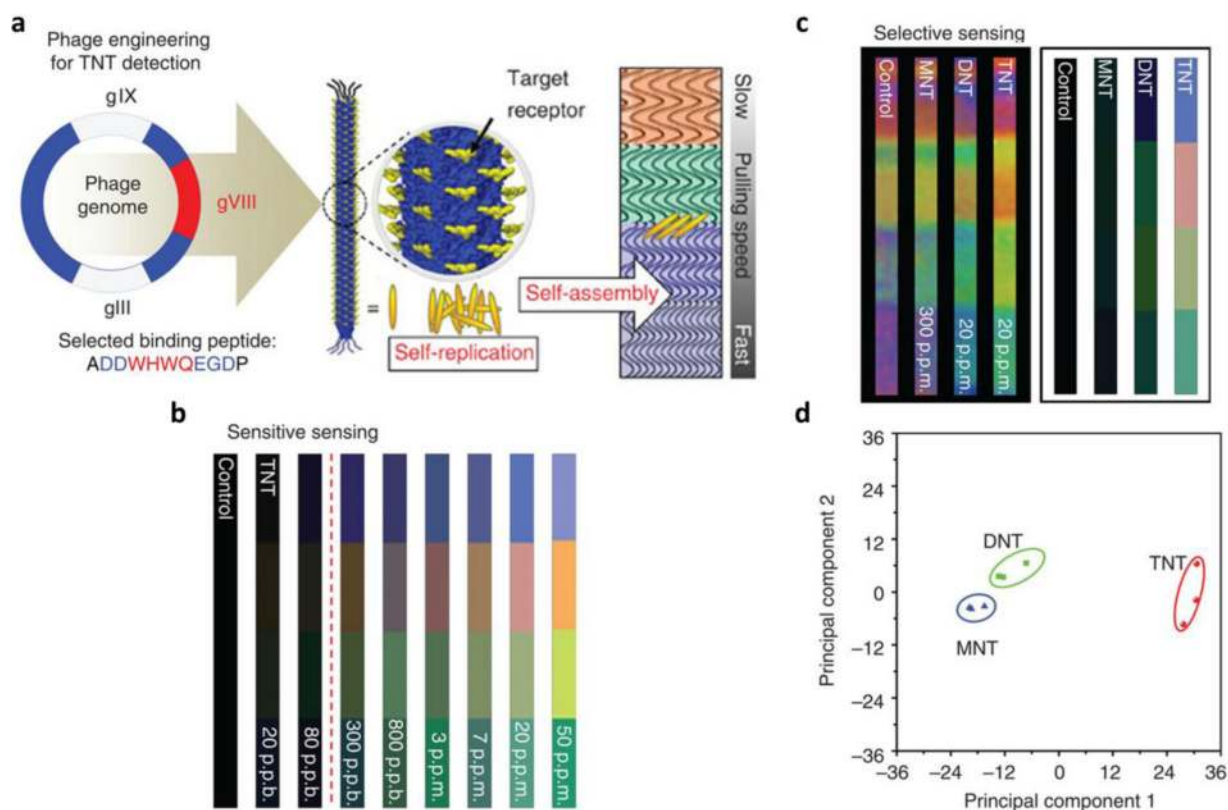 a
Phage engineering
for TNT detection
gIX
Phage
genome
gVIII
gIII
Selected binding peptide:
ADDWHWQEGDP
Target
receptor
=
Self-replication
Self-assembly
Slow
Pulling speed
Fast
b
Sensitive sensing
Control
TNT
20 p.p.b.
80 p.p.b.
300 p.p.b.
800 p.p.b.
3 p.p.m.
7 p.p.m.
20 p.p.m.
50 p.p.m.
c
Selective sensing
Control
MNT
DNT
TNT
300 p.p.m.
20 p.p.m.
20 p.p.m.
Control
MNT
DNT
TNT
d
Principal component 2
36
24
12
0
−12
−24
−36
DNT
MNT
TNT
−36
−24
−12
0
12
24
36
Principal component 1